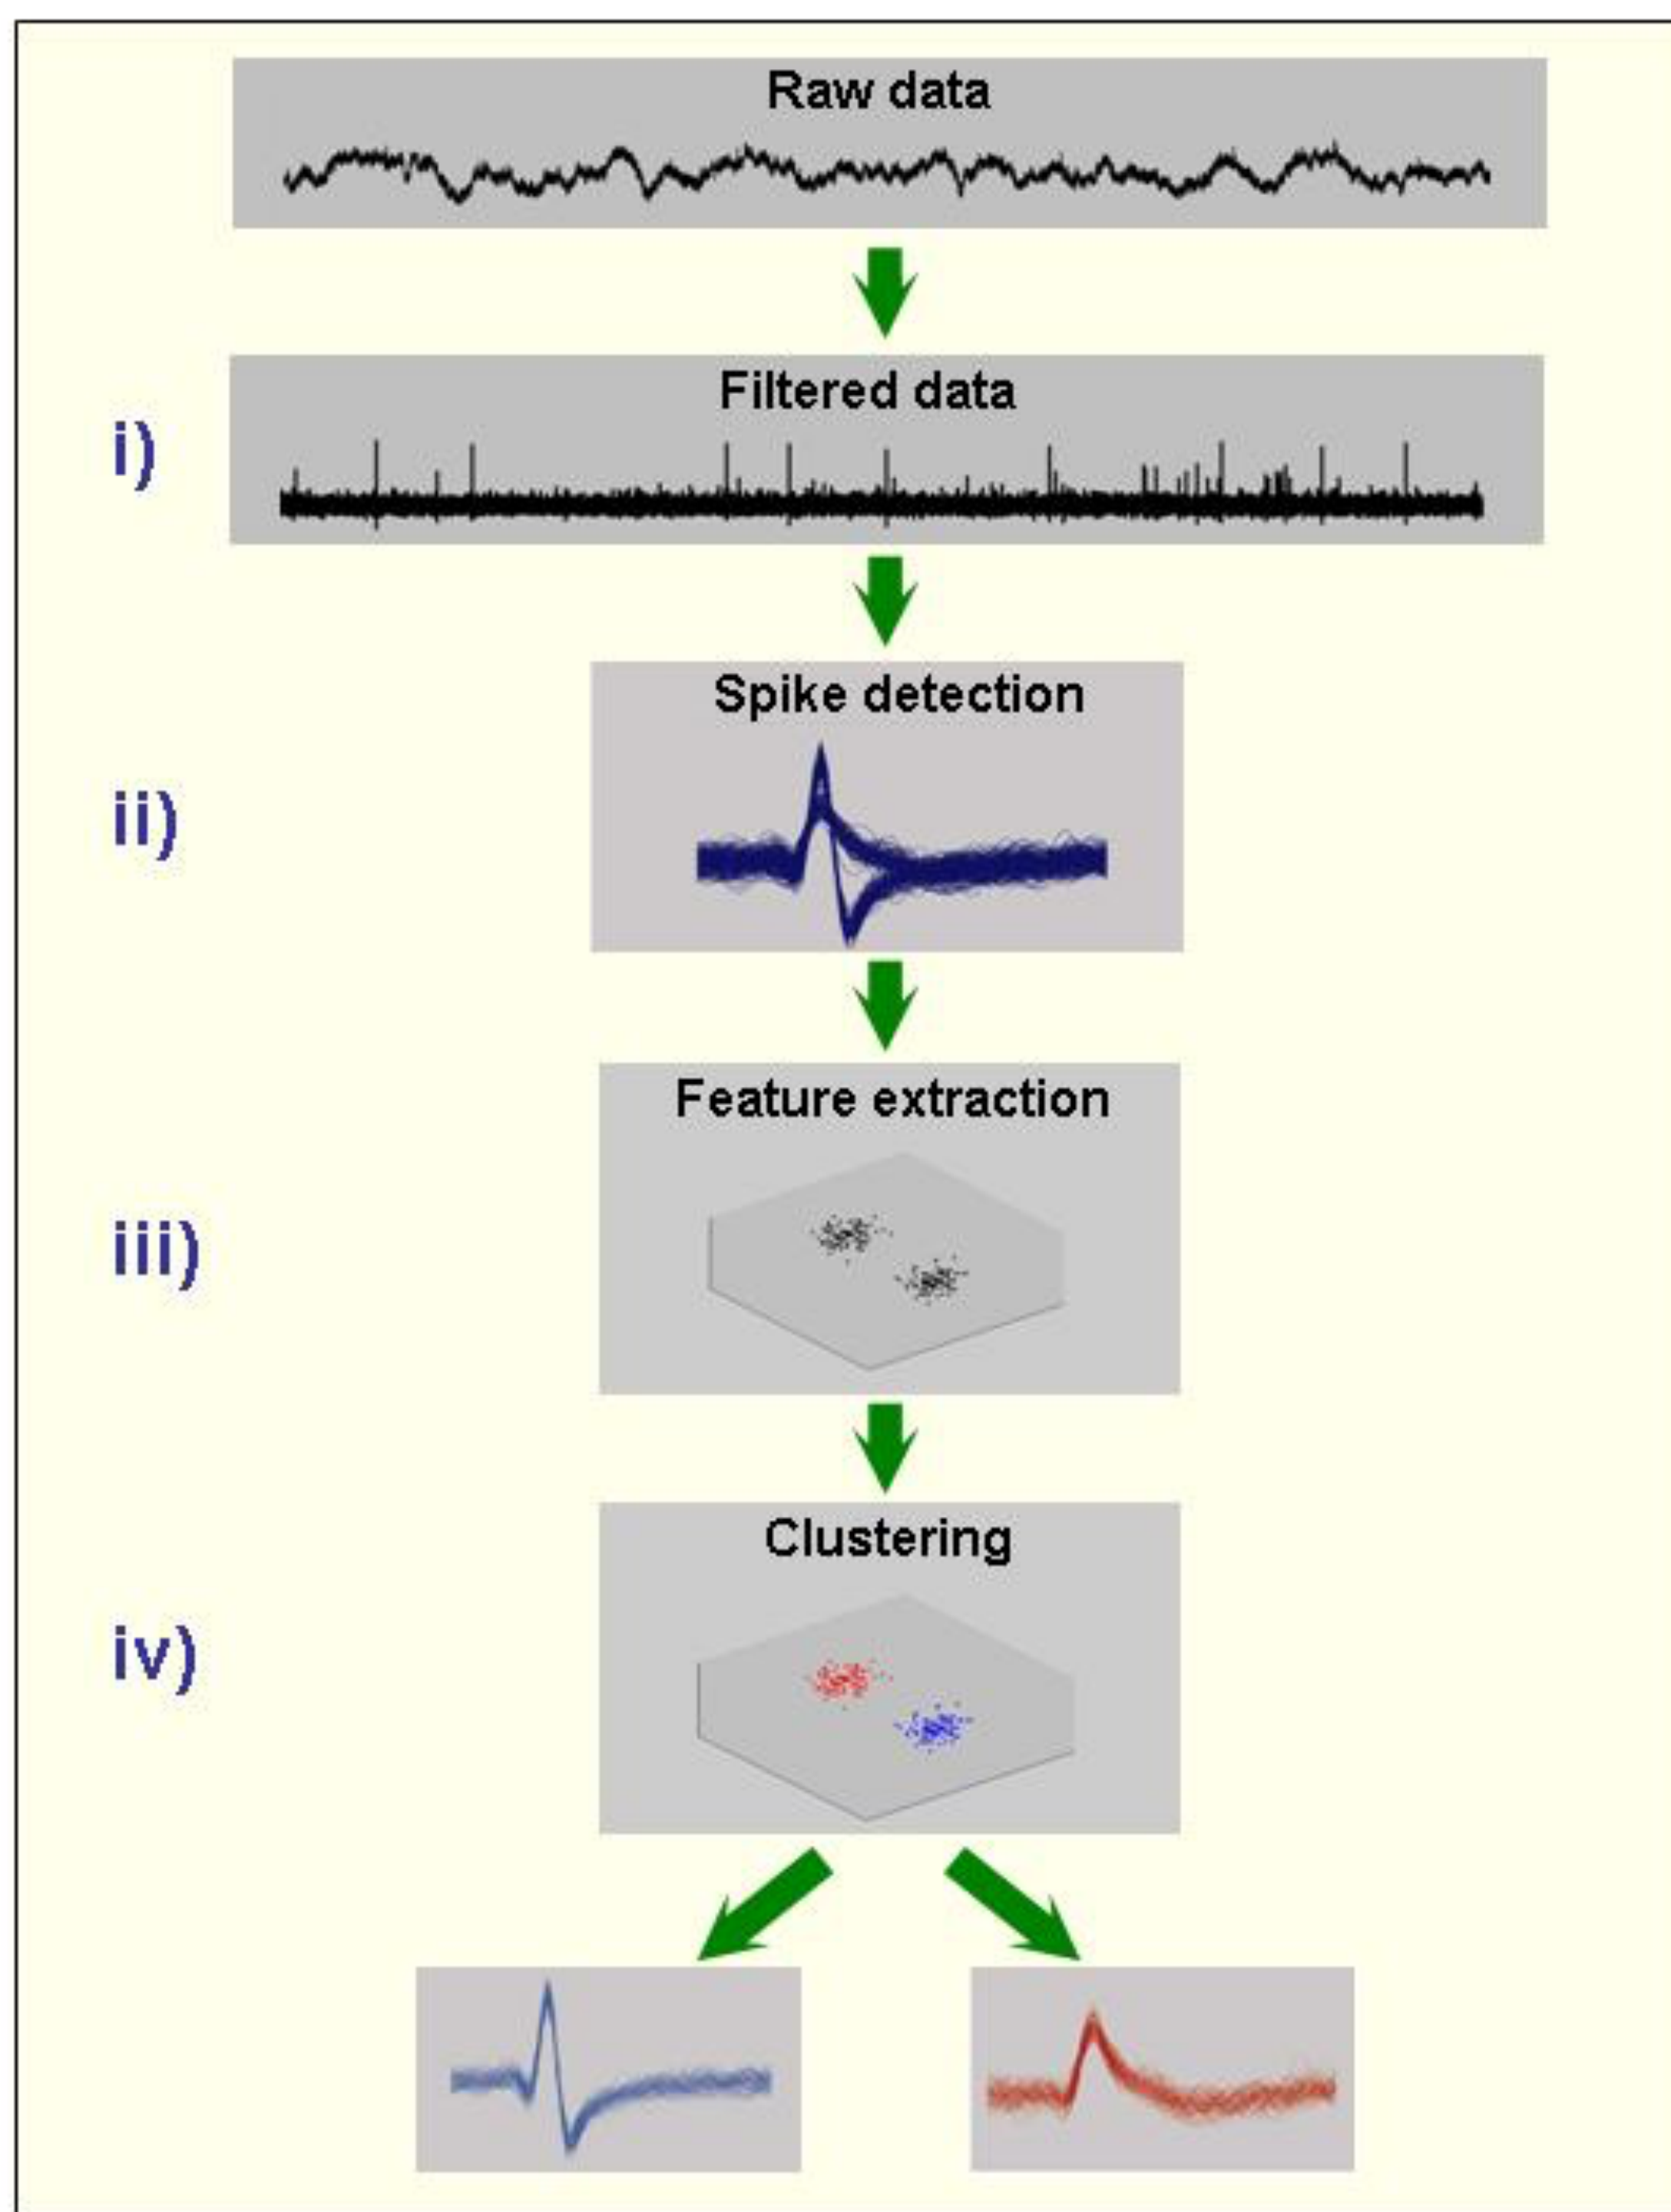 Raw data
i)
Filtered data
ii)
Spike detection
iii)
Feature extraction
iv)
Clustering